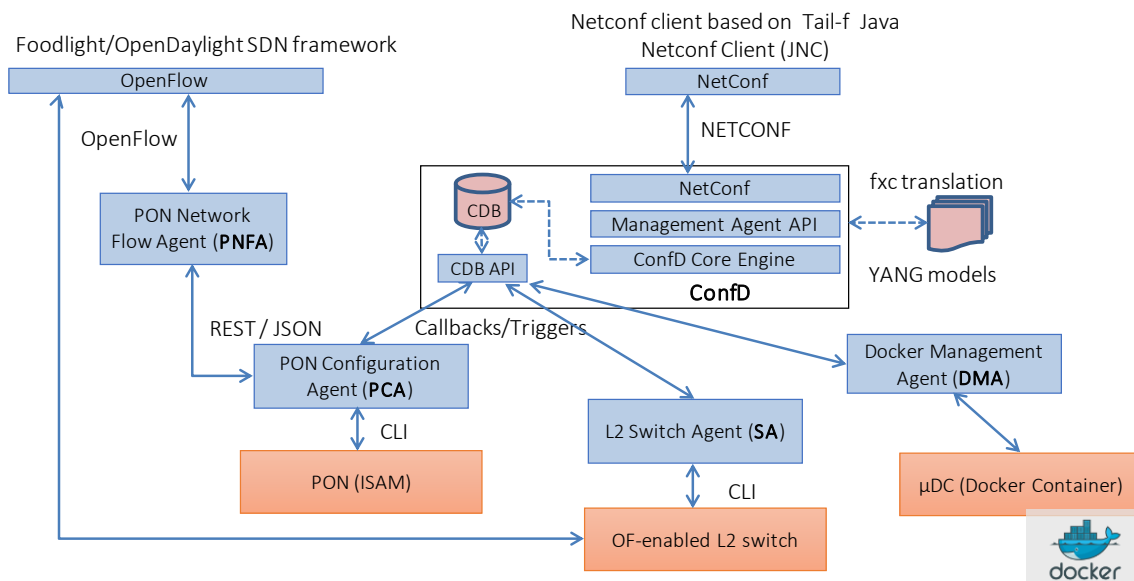 Netconf client based on Tail-f Java
Netconf Client (JNC)
Foodlight/OpenDaylight SDN framework
OpenFlow
NetConf
OpenFlow
NETCONF
PON Network
Flow Agent (PNFA)
CDB
CDB API
NetConf
Management Agent API
ConfD Core Engine
ConfD
fxc translation
YANG models
REST / JSON
Callbacks/Triggers
PON Configuration
Agent (PCA)
Docker Management
Agent (DMA)
L2 Switch Agent (SA)
CLI
PON (ISAM)
CLI
µDC (Docker Container)
OF-enabled L2 switch
docker